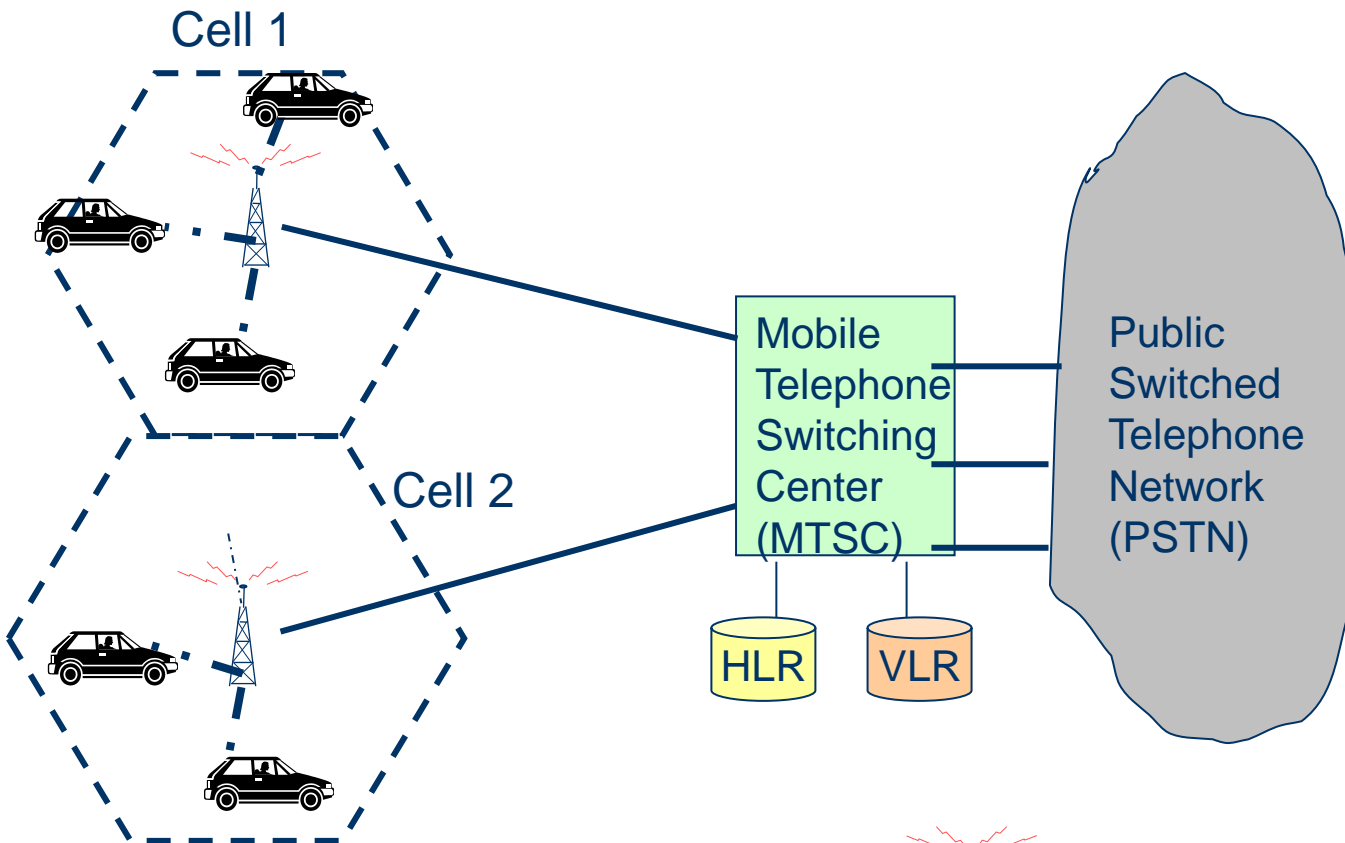 Cell 1
Cell 2
Mobile
Telephone
Switching
Center
(MTSC)
HLR
VLR
Public
Switched
Telephone
Network
(PSTN)